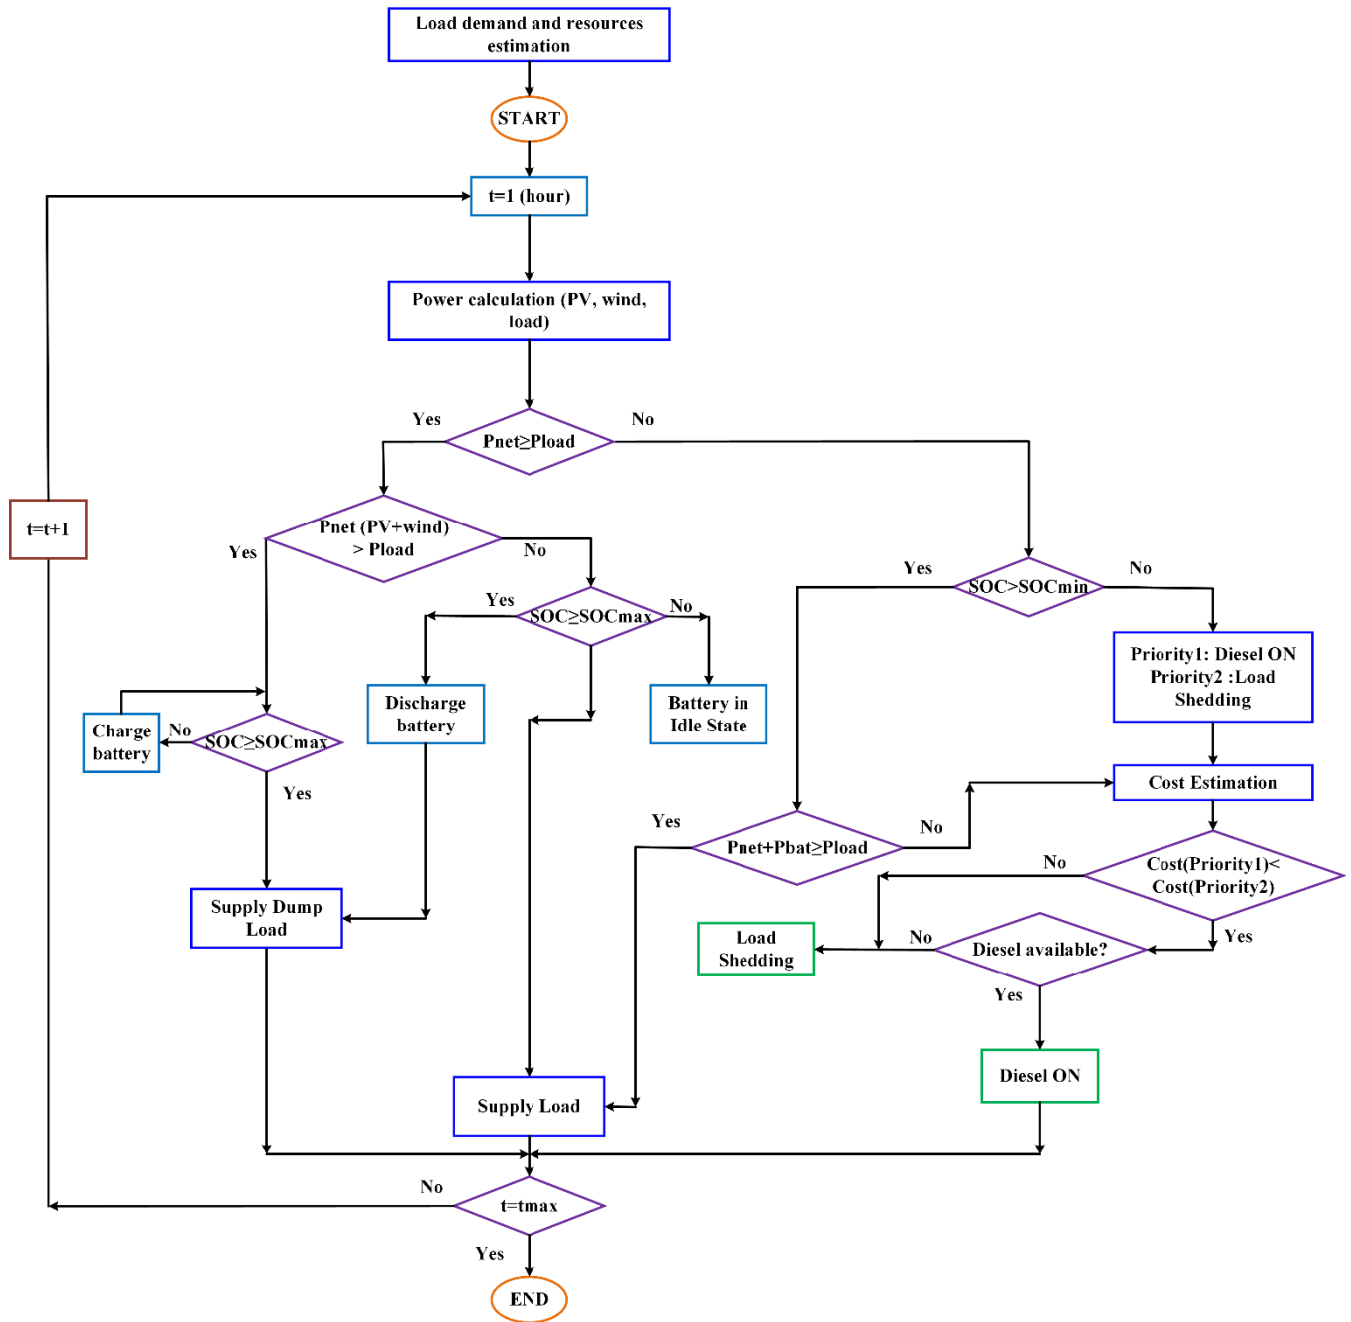 Load demand and resources
estimation
START
t=1 (hour)
Power calculation (PV, wind,
load)
Yes
No
Pnet≥Pload
t=t+1
Pnet (PV+wind)
> Pload
Yes
No
Yes
SOC≥SOCmax
No
Yes
SOC>SOCmin
No
Priority1: Diesel ON
Priority2 :Load
Shedding
Discharge
battery
Battery in
Idle State
Charge
battery
No
SOC≥SOCmax
Yes
Cost Estimation
Yes
Pnet+Pbat≥Pload
No
No
Cost(Priority1)<
Cost(Priority2)
Yes
Supply Dump
Load
Load
Shedding
No
Diesel available?
Yes
Diesel ON
Supply Load
No
t=tmax
Yes
END